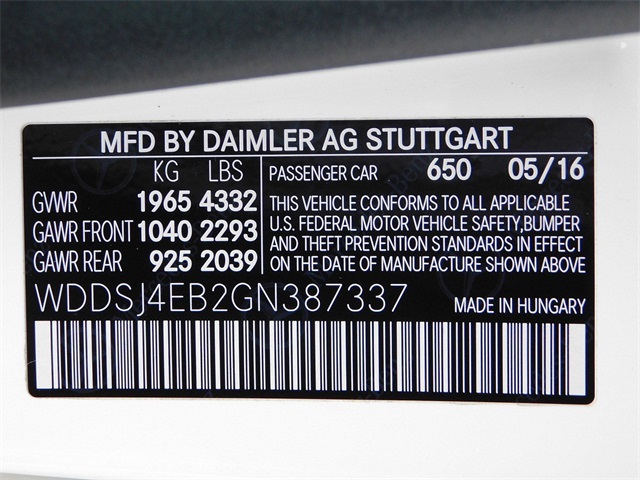 MFD BY DAIMLER AG STUTTGART
KG LBS PASSENGER CAR 650 05/16
GVWR 1965 4332
GAWR FRONT 1040 2293
GAWR REAR 925 2039
THIS VEHICLE CONFORMS TO ALL APPLICABLE
U.S. FEDERAL MOTOR VEHICLE SAFETY,BUMPER
AND THEFT PREVENTION STANDARDS IN EFFECT
ON THE DATE OF MANUFACTURE SHOWN ABOVE
WDDSJ4EB2GN387337 MADE IN HUNGARY